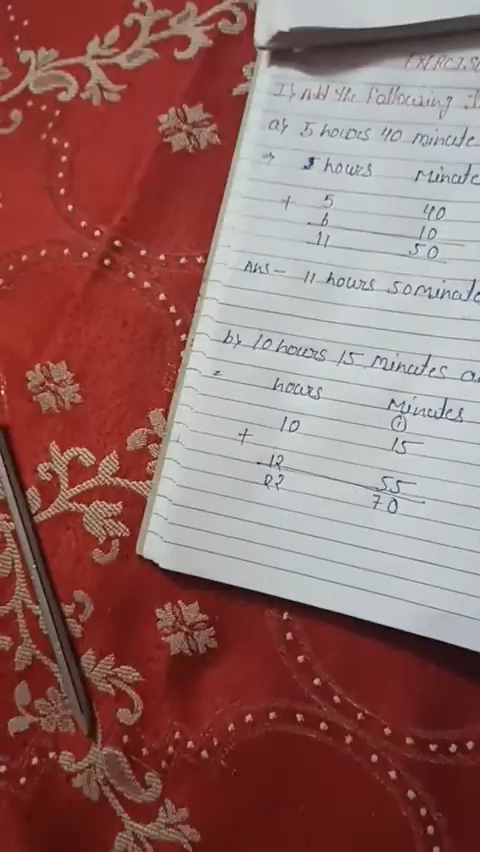 EXERCISE
1) Add the Following
a) 5 hours 40 minute
⇒ hours Minute
+ 5 40
6 10
11 50
Ans - 11 hours 50 minute
b) 10 hours 15 minutes a
= hours Minutes
①
+ 10 15
12 55
22 70